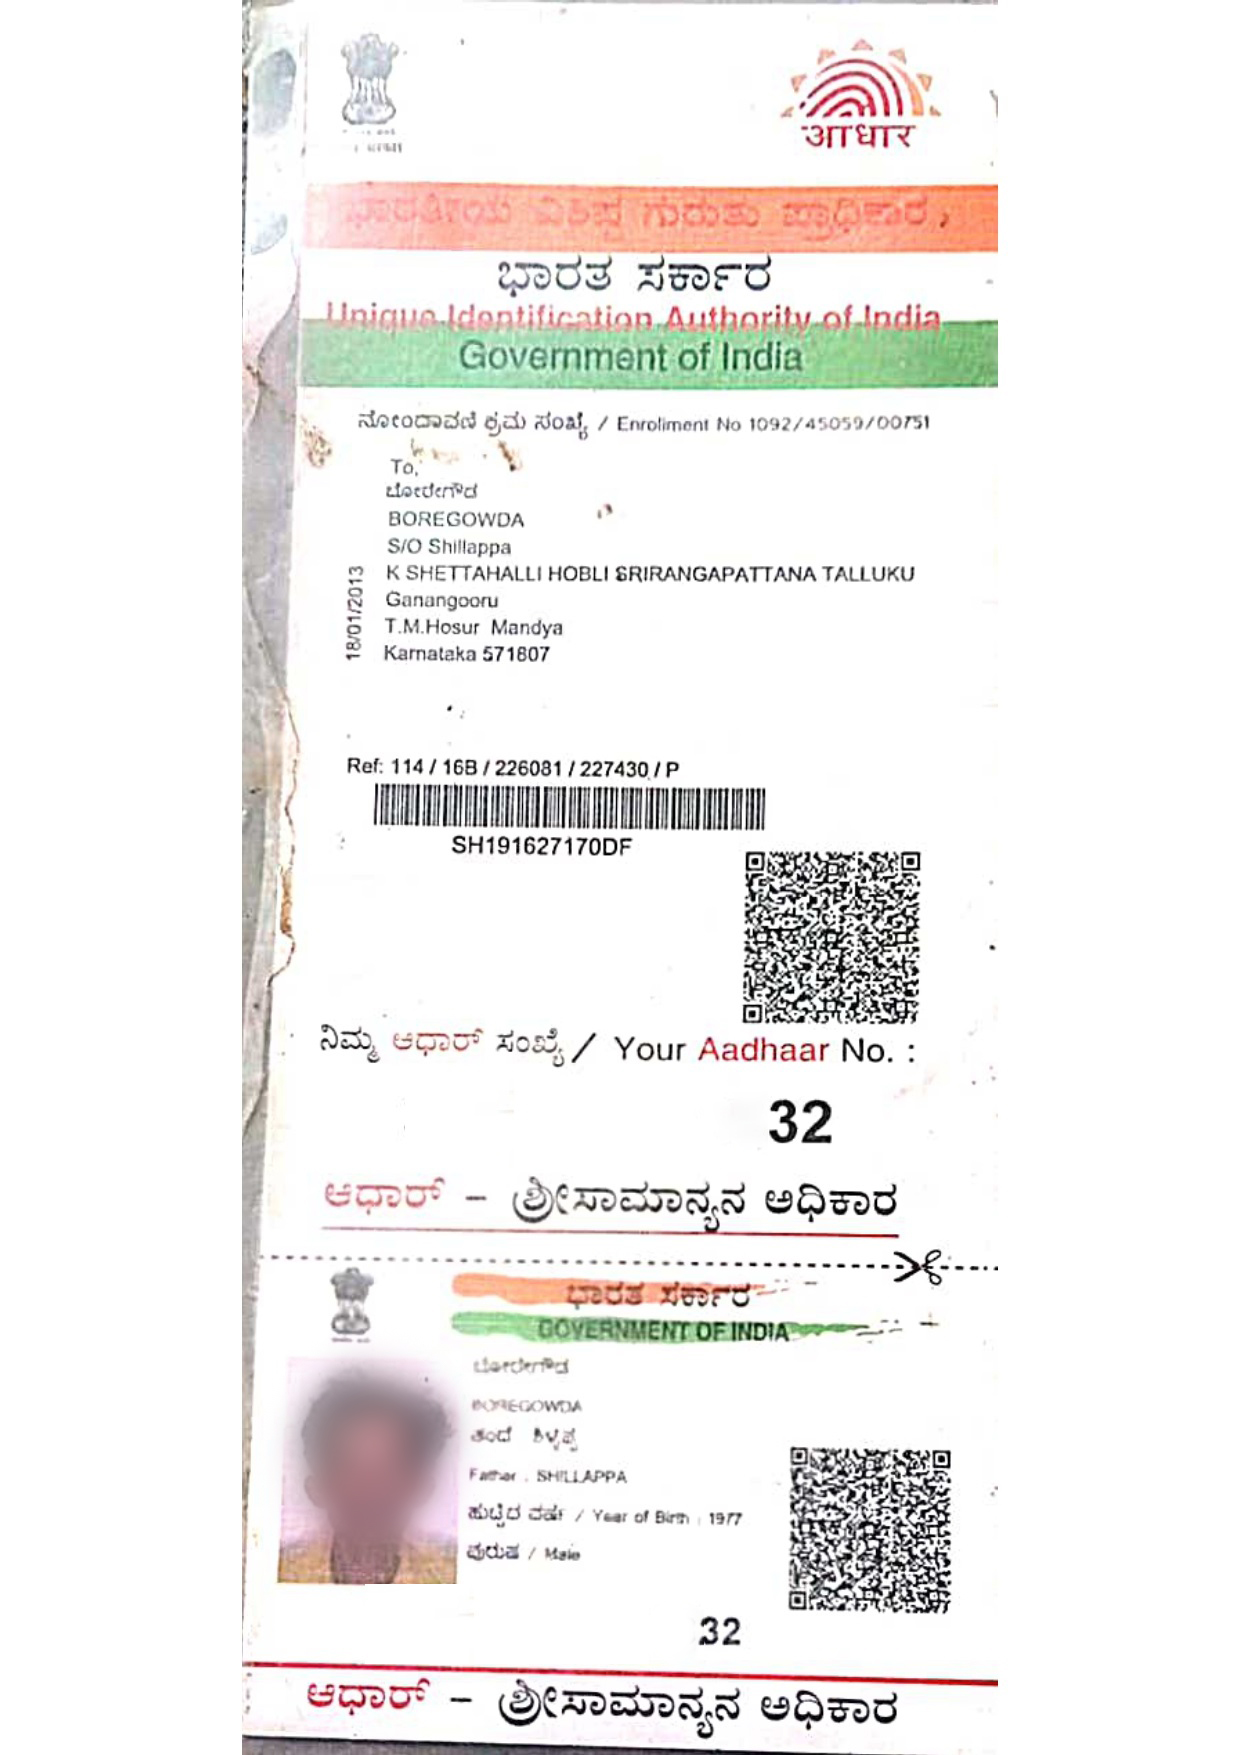 आधार
ಭಾರತೀಯ ವಿಶಿಷ್ಟ ಗುರುತು ಪ್ರಾಧಿಕಾರ,
ಭಾರತ ಸರ್ಕಾರ
Unique Identification Authority of India
Government of India
ನೋಂದಾವಣಿ ಕ್ರಮ ಸಂಖ್ಯೆ / Enrollment No 1092/45059/00751
To,
ಬೋರೇಗೌಡ
BOREGOWDA
S/O Shillappa
K SHETTAHALLI HOBLI SRIRANGAPATTANA TALLUKU
Ganangooru
T.M.Hosur Mandya
Karnataka 571807
18/01/2013
Ref: 114 / 16B / 226081 / 227430 / P
SH191627170DF
ನಿಮ್ಮ ಆಧಾರ್ ಸಂಖ್ಯೆ / Your Aadhaar No. :
32
ಆಧಾರ್ - ಶ್ರೀಸಾಮಾನ್ಯನ ಅಧಿಕಾರ
ಭಾರತ ಸರ್ಕಾರ
GOVERNMENT OF INDIA
ಬೋರೇಗೌಡ
BOREGOWDA
ತಂದೆ ಶಿಳ್ಳಪ್ಪ
Father : SHILLAPPA
ಹುಟ್ಟಿದ ವರ್ಷ / Year of Birth : 1977
ಪುರುಷ / Male
32
ಆಧಾರ್ - ಶ್ರೀಸಾಮಾನ್ಯನ ಅಧಿಕಾರ